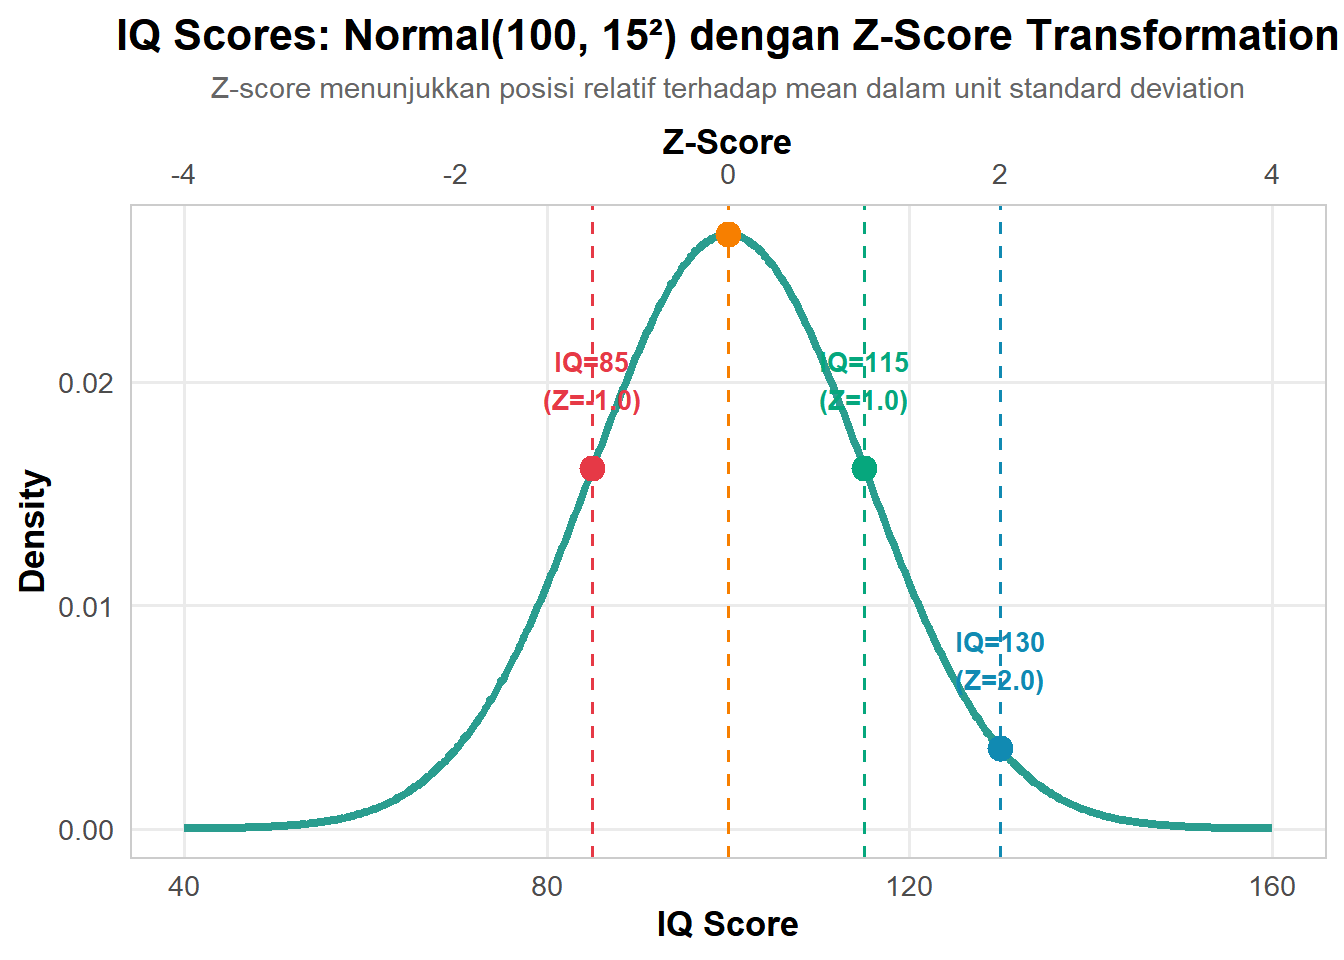 IQ Scores: Normal(100, 15²) dengan Z-Score Transformation
Z-score menunjukkan posisi relatif terhadap mean dalam unit standard deviation
Z-Score
-4 -2 0 2 4
IQ=85
(Z=-1.0)
IQ=115
(Z=1.0)
IQ=130
(Z=2.0)
Density
0.02
0.01
0.00
40 80 120 160
IQ Score